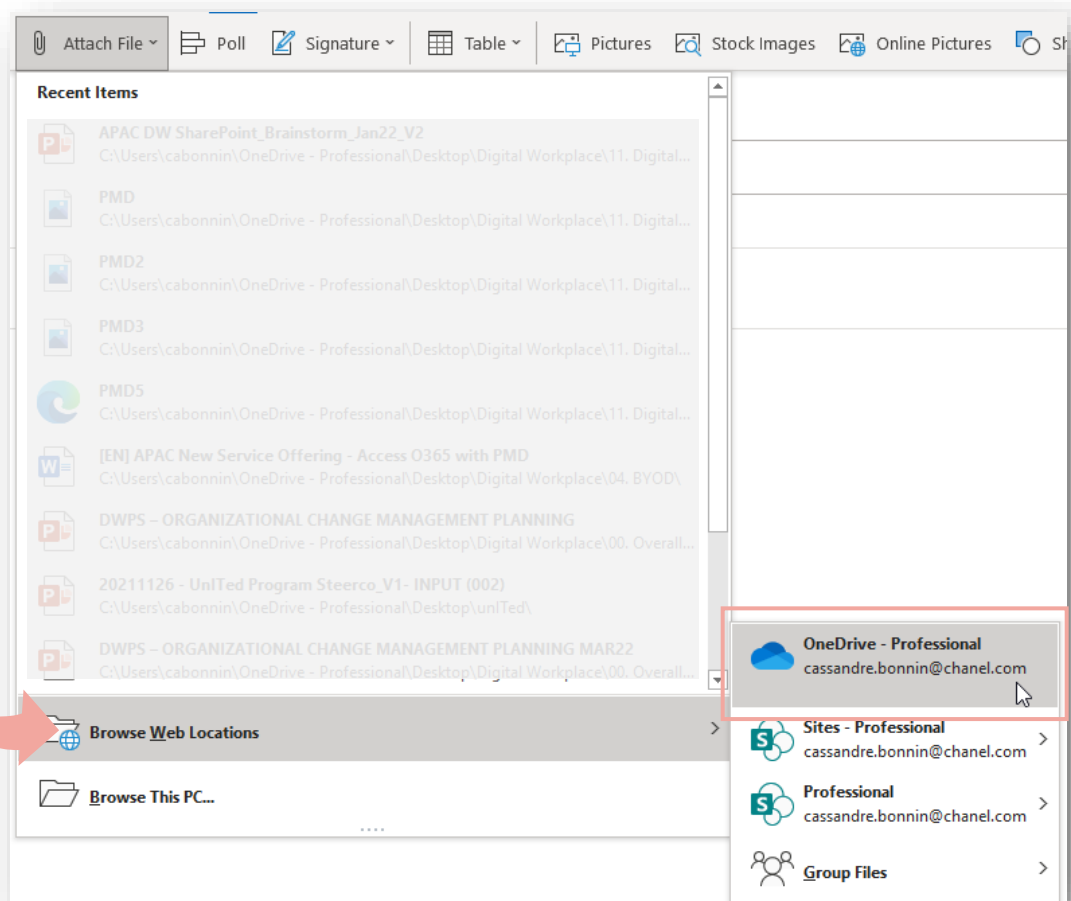 Attach File Poll Signature Table Pictures Stock Images Online Pictures Sh
Recent Items
APAC DW SharePoint_Brainstorm_Jan22_V2
C:\Users\cabonnin\OneDrive - Professional\Desktop\Digital Workplace\11. Digital...
PMD
C:\Users\cabonnin\OneDrive - Professional\Desktop\Digital Workplace\11. Digital...
PMD2
C:\Users\cabonnin\OneDrive - Professional\Desktop\Digital Workplace\11. Digital...
PMD3
C:\Users\cabonnin\OneDrive - Professional\Desktop\Digital Workplace\11. Digital...
PMD5
C:\Users\cabonnin\OneDrive - Professional\Desktop\Digital Workplace\11. Digital...
[EN] APAC New Service Offering - Access O365 with PMD
C:\Users\cabonnin\OneDrive - Professional\Desktop\Digital Workplace\04. BYOD\
DWPS – ORGANIZATIONAL CHANGE MANAGEMENT PLANNING
C:\Users\cabonnin\OneDrive - Professional\Desktop\Digital Workplace\00. Overall...
20211126 - UnITed Program Steerco_V1- INPUT (002)
C:\Users\cabonnin\OneDrive - Professional\Desktop\unITed\
DWPS – ORGANIZATIONAL CHANGE MANAGEMENT PLANNING MAR22
C:\Users\cabonnin\OneDrive - Professional\Desktop\Digital Workplace\00. Overall...
Browse Web Locations
Browse This PC...
OneDrive - Professional
cassandre.bonnin@chanel.com
Sites - Professional
cassandre.bonnin@chanel.com
Professional
cassandre.bonnin@chanel.com
Group Files